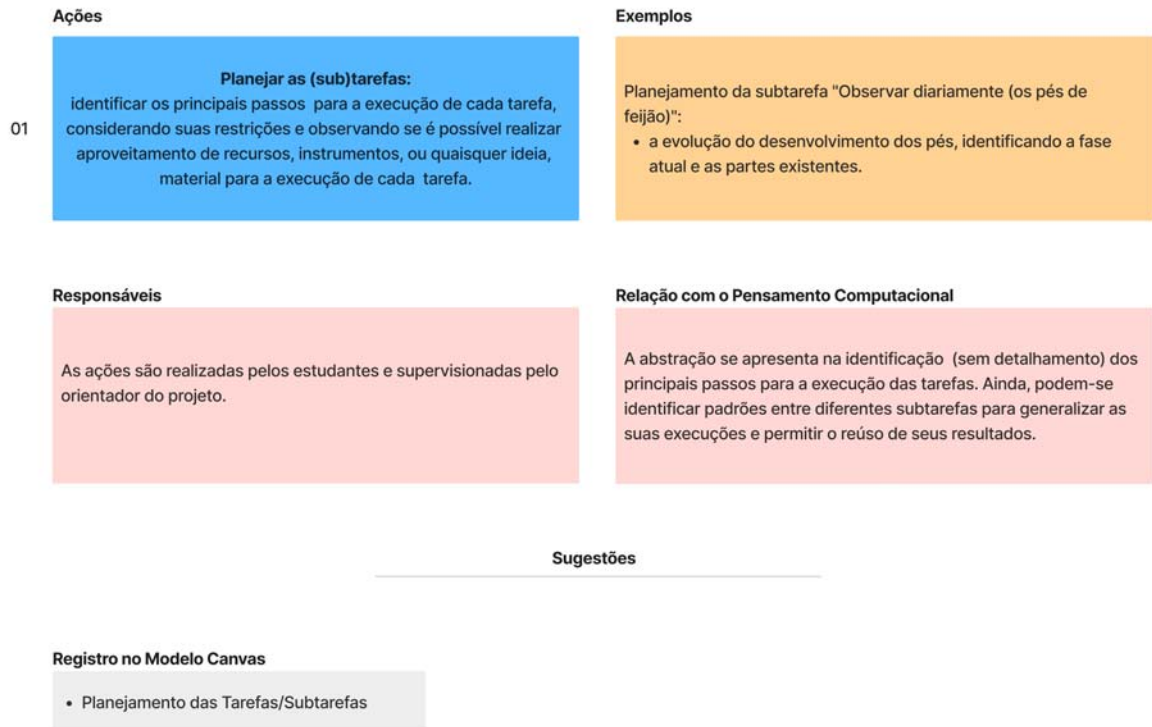 Ações
Exemplos
01
Planejar as (sub)tarefas:
identificar os principais passos para a execução de cada tarefa,
considerando suas restrições e observando se é possível realizar
aproveitamento de recursos, instrumentos, ou quaisquer ideia,
material para a execução de cada tarefa.
Planejamento da subtarefa "Observar diariamente (os pés de
feijão)":
• a evolução do desenvolvimento dos pés, identificando a fase
atual e as partes existentes.
Responsáveis
As ações são realizadas pelos estudantes e supervisionadas pelo
orientador do projeto.
Relação com o Pensamento Computacional
A abstração se apresenta na identificação (sem detalhamento) dos
principais passos para a execução das tarefas. Ainda, podem-se
identificar padrões entre diferentes subtarefas para generalizar as
suas execuções e permitir o reúso de seus resultados.
Sugestões
Registro no Modelo Canvas
• Planejamento das Tarefas/Subtarefas